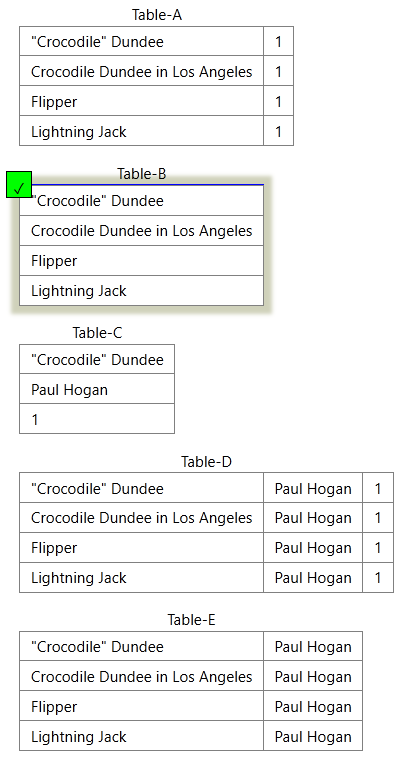 Table-A
"Crocodile" Dundee 1
Crocodile Dundee in Los Angeles 1
Flipper 1
Lightning Jack 1
Table-B
✓
"Crocodile" Dundee
Crocodile Dundee in Los Angeles
Flipper
Lightning Jack
Table-C
"Crocodile" Dundee
Paul Hogan
1
Table-D
"Crocodile" Dundee Paul Hogan 1
Crocodile Dundee in Los Angeles Paul Hogan 1
Flipper Paul Hogan 1
Lightning Jack Paul Hogan 1
Table-E
"Crocodile" Dundee Paul Hogan
Crocodile Dundee in Los Angeles Paul Hogan
Flipper Paul Hogan
Lightning Jack Paul Hogan